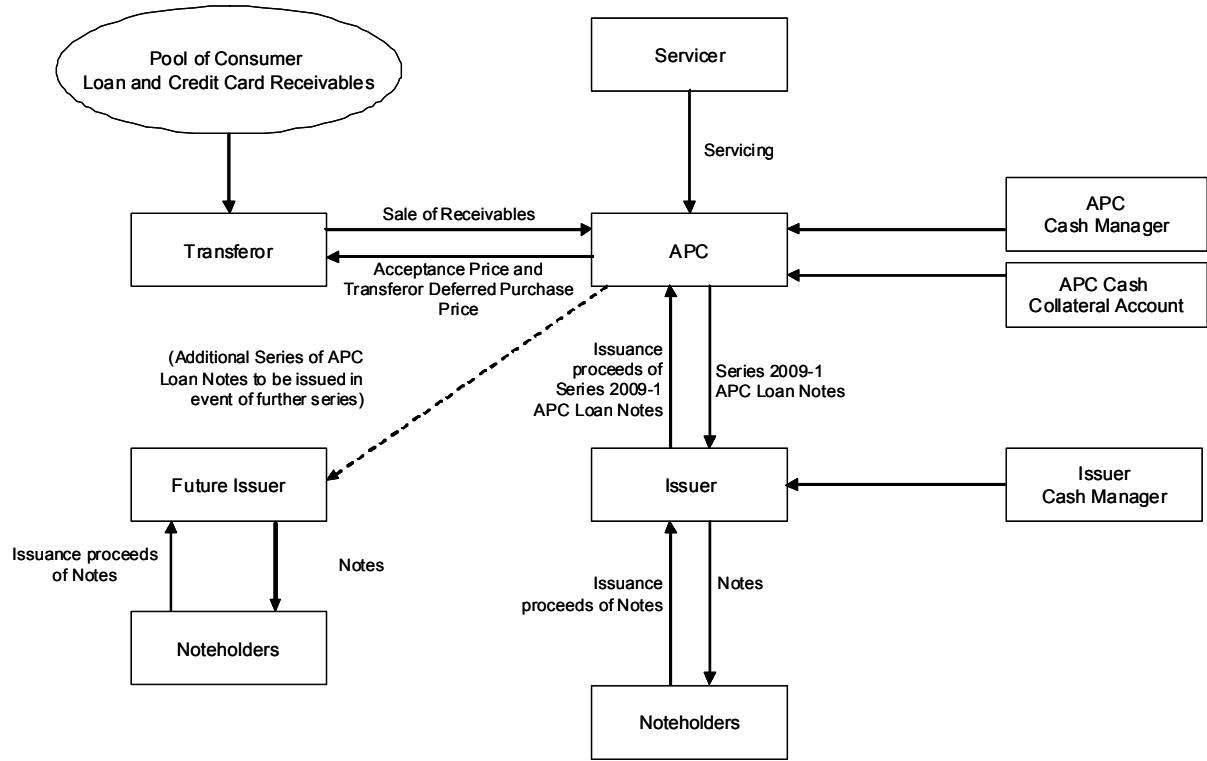 Pool of Consumer
Loan and Credit Card Receivables
Servicer
Servicing
Transferor
Sale of Receivables
APC
APC
Cash Manager
Acceptance Price and
Transferor Deferred Purchase
Price
APC Cash
Collateral Account
(Additional Series of APC
Loan Notes to be issued in
event of further series)
Issuance
proceeds of
Series 2009-1
APC Loan Notes
Series 2009-1
APC Loan Notes
Future Issuer
Issuer
Issuer
Cash Manager
Issuance proceeds
of Notes
Notes
Issuance
proceeds of Notes
Notes
Noteholders
Noteholders